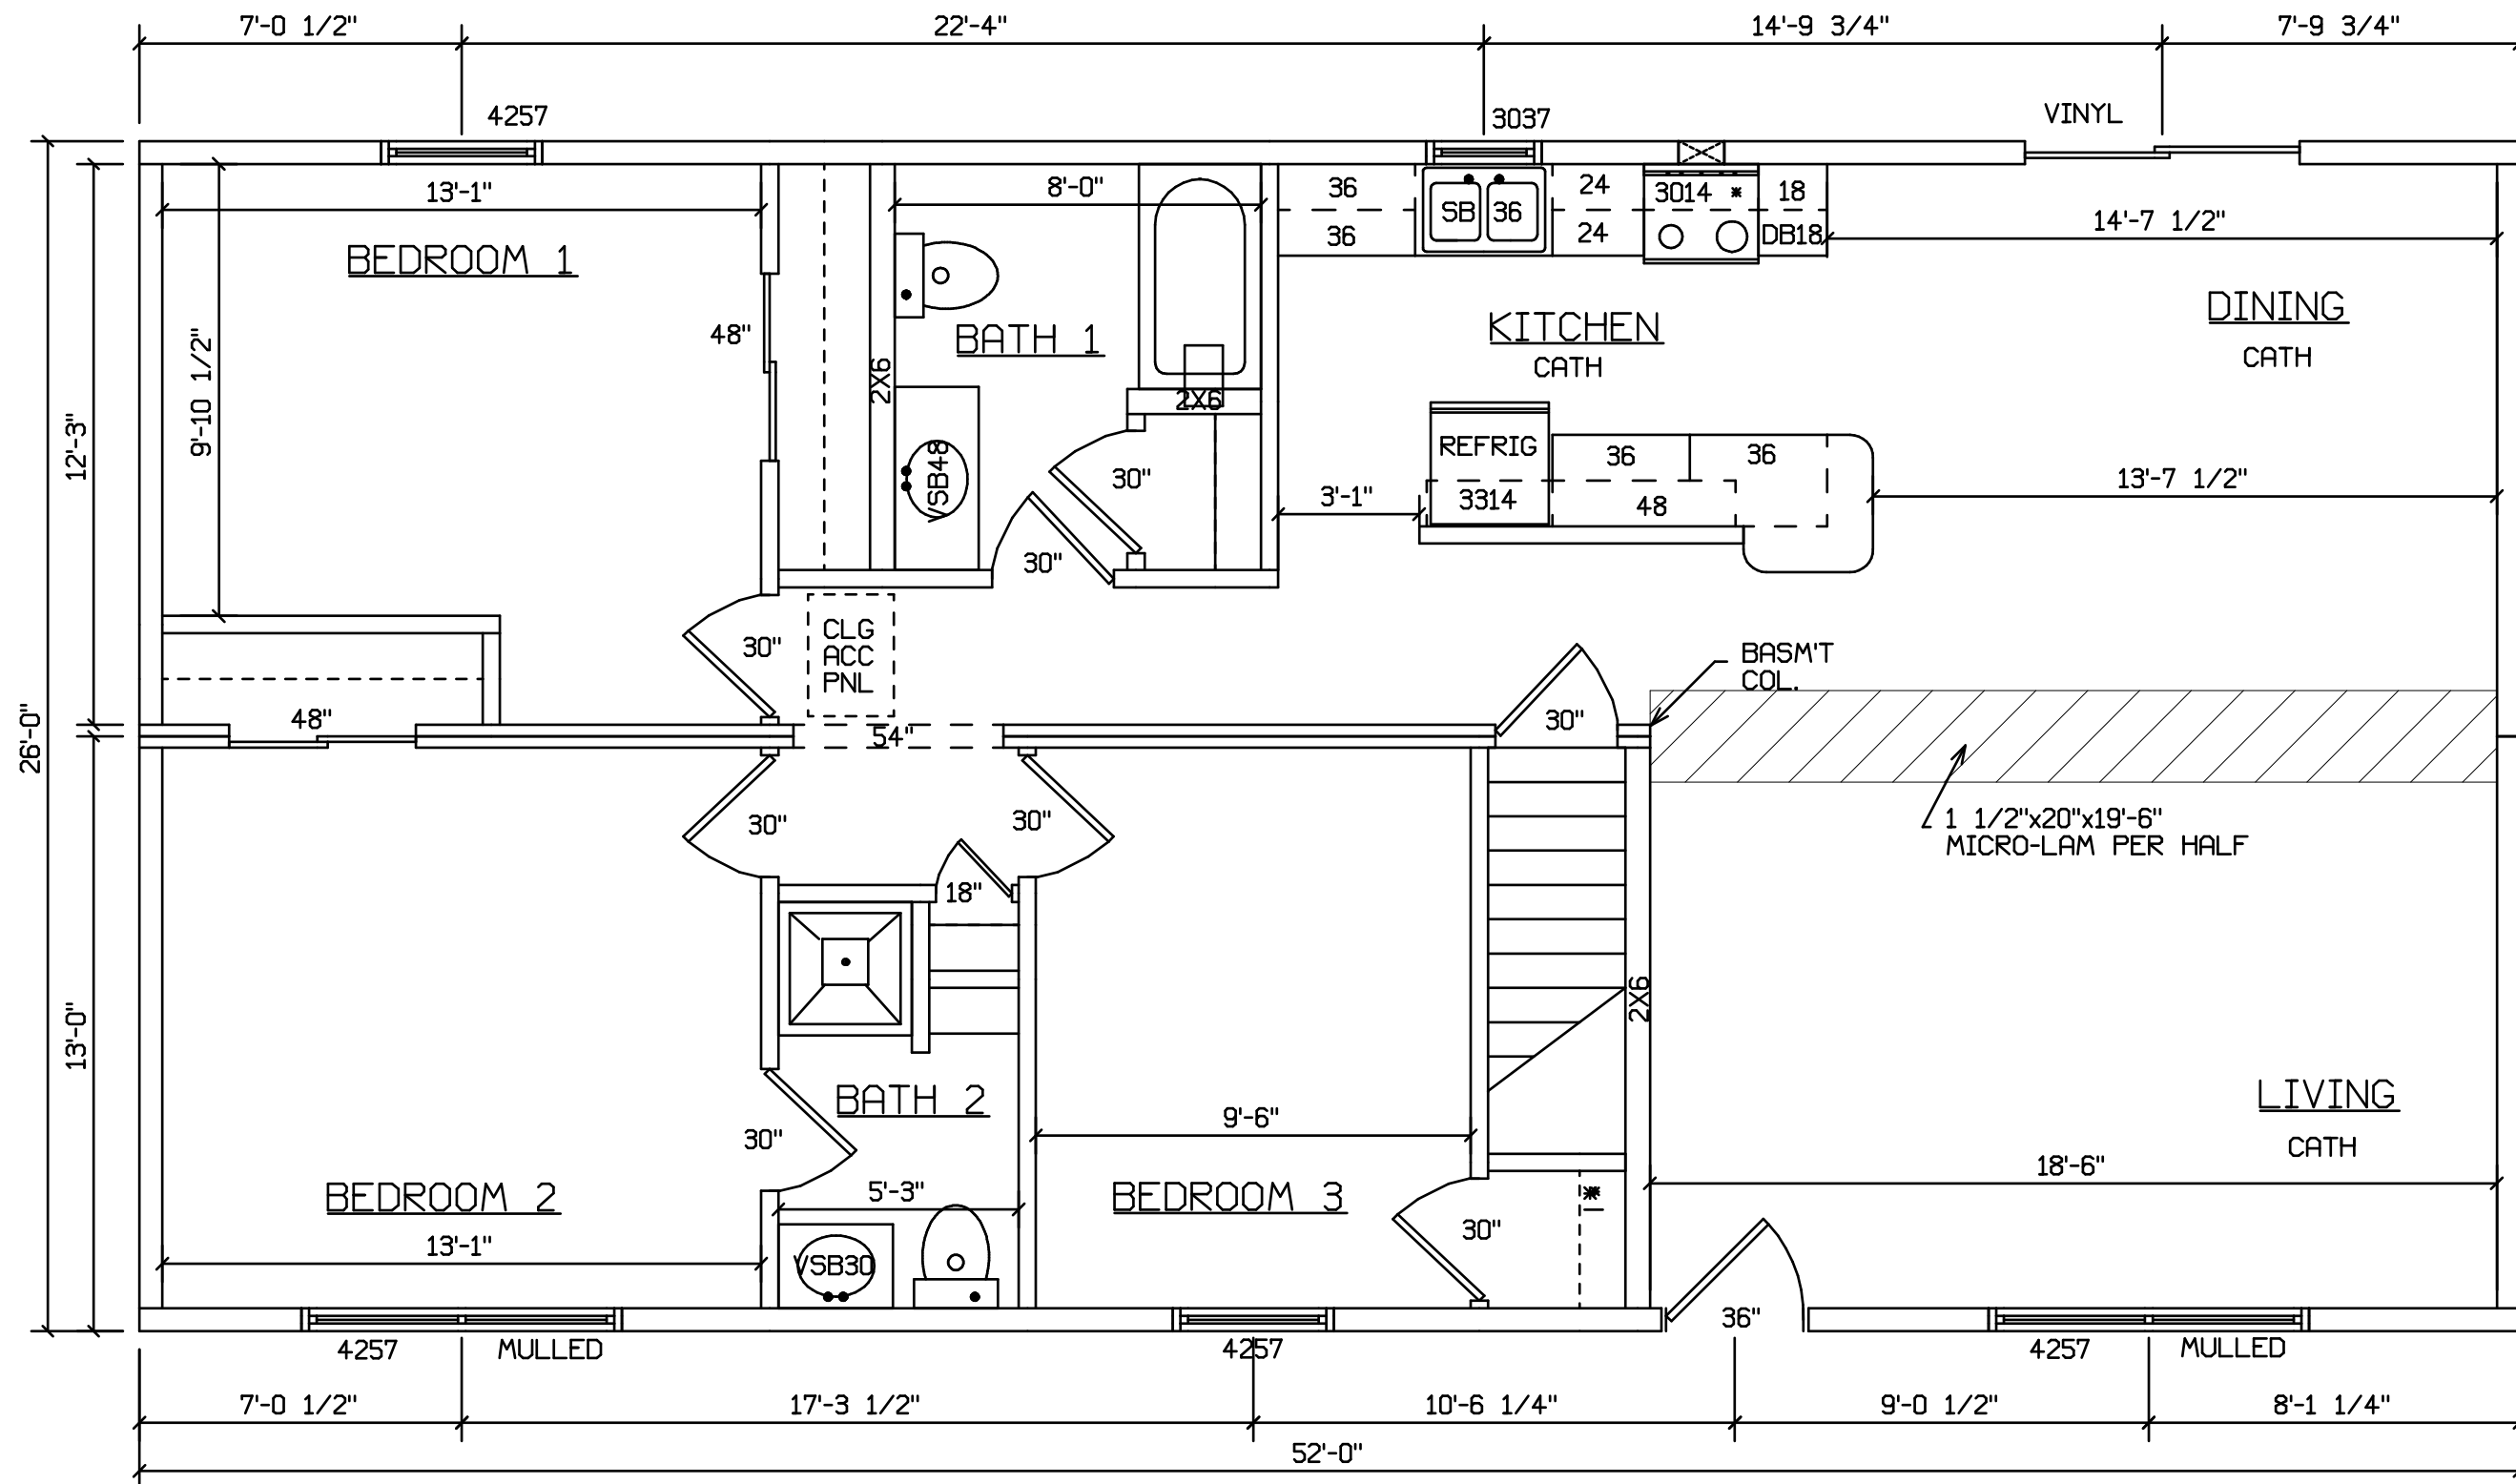 7'-0 1/2" 22'-4" 14'-9 3/4" 7'-9 3/4"
4257 3037 VINYL
13'-1" 8'-0" 36 SB 36 24 3014 * 18
36 24 DB18 14'-7 1/2"
BEDROOM 1
48" 2X6 BATH 1 2X6
KITCHEN
CATH
DINING
CATH
9'-10 1/2"
12'-3"
26'-0"
13'-0"
VSB48 30"
30"
REFRIG 36 36
3'-1" 3314 48 13'-7 1/2"
30"
CLG
ACC
PNL
BASM'T
COL.
48" 54" 30"
30" 30"
1 1/2"x20"x19'-6"
MICRO-LAM PER HALF
18"
2X6
BATH 2
30"
9'-6"
LIVING
CATH
BEDROOM 2 5'-3" BEDROOM 3 30" 18'-6"
13'-1" VSB30
36"
4257 MULLED 4257 4257 MULLED
7'-0 1/2" 17'-3 1/2" 10'-6 1/4" 9'-0 1/2" 8'-1 1/4"
52'-0"